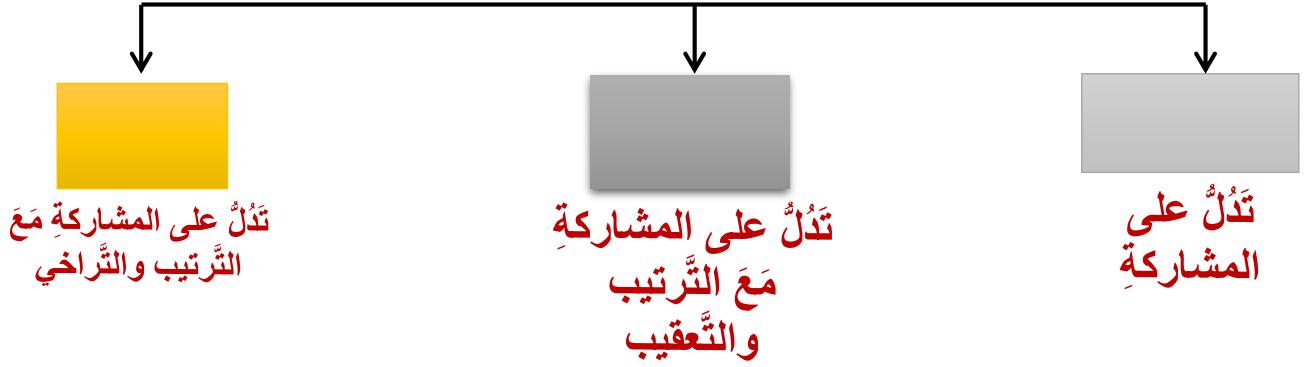 تَدُلُّ على
المشاركةِ
تَدُلُّ على المشاركةِ
مَعَ التَّرتيب
والتَّعقيب
تَدُلُّ على المشاركةِ مَعَ
التَّرتيب والتَّراخي